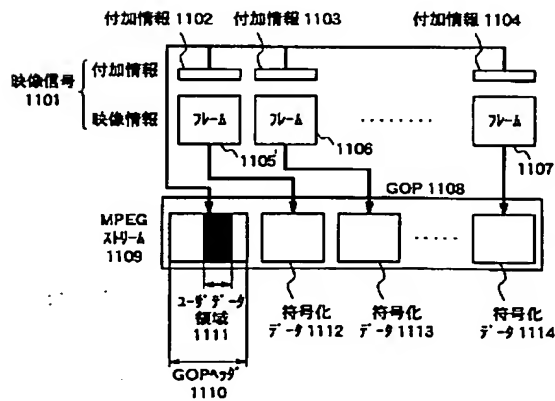 付加情報 1102
付加情報 1103
付加情報 1104
映像信号
1101
付加情報
映像情報
フレーム
フレーム
フレーム
1105
1106
1107
GOP 1108
MPEG
ストリーム
1109
ユーザデータ
領域
1111
符号化
データ 1112
符号化
データ 1113
符号化
データ 1114
GOPヘッダ
1110